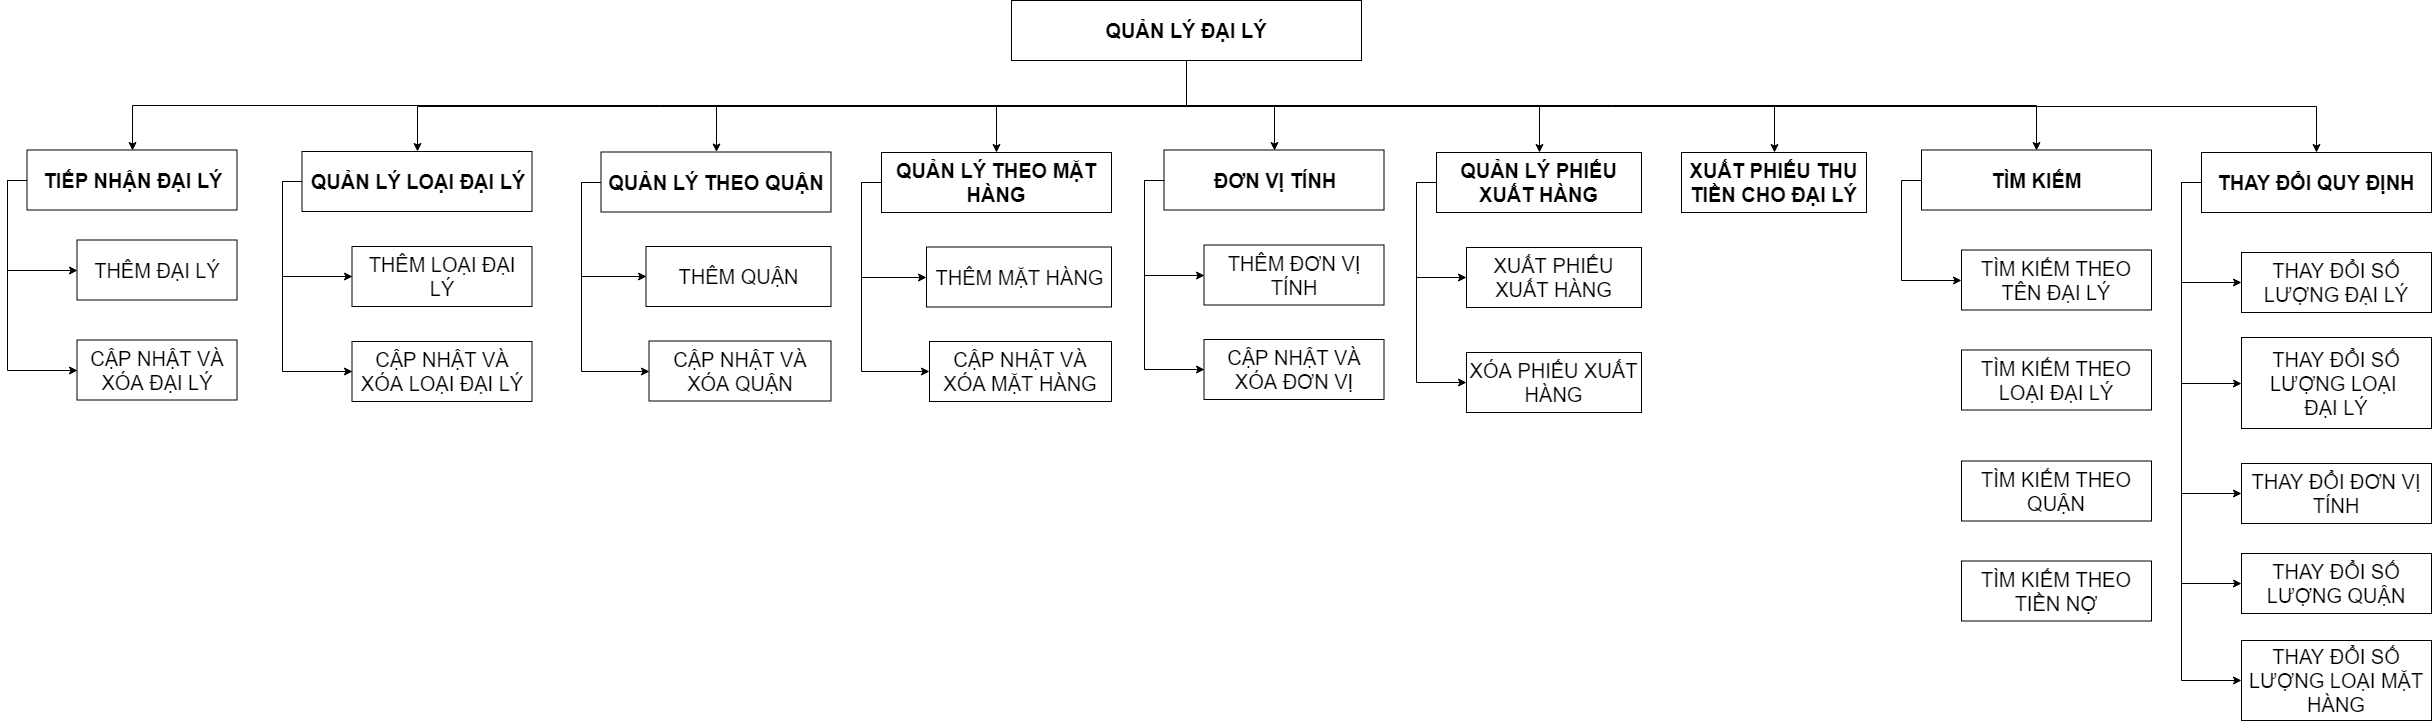 QUẢN LÝ ĐẠI LÝ
TIẾP NHẬN ĐẠI LÝ
THÊM ĐẠI LÝ
CẬP NHẬT VÀ
XÓA ĐẠI LÝ
QUẢN LÝ LOẠI ĐẠI LÝ
THÊM LOẠI ĐẠI
LÝ
CẬP NHẬT VÀ
XÓA LOẠI ĐẠI LÝ
QUẢN LÝ THEO QUẬN
THÊM QUẬN
CẬP NHẬT VÀ
XÓA QUẬN
QUẢN LÝ THEO MẶT
HÀNG
THÊM MẶT HÀNG
CẬP NHẬT VÀ
XÓA MẶT HÀNG
ĐƠN VỊ TÍNH
THÊM ĐƠN VỊ
TÍNH
CẬP NHẬT VÀ
XÓA ĐƠN VỊ
QUẢN LÝ PHIẾU
XUẤT HÀNG
XUẤT PHIẾU
XUẤT HÀNG
XÓA PHIẾU XUẤT
HÀNG
XUẤT PHIẾU THU
TIỀN CHO ĐẠI LÝ
TÌM KIẾM
TÌM KIẾM THEO
TÊN ĐẠI LÝ
TÌM KIẾM THEO
LOẠI ĐẠI LÝ
TÌM KIẾM THEO
QUẬN
TÌM KIẾM THEO
TIỀN NỢ
THAY ĐỔI QUY ĐỊNH
THAY ĐỔI SỐ
LƯỢNG ĐẠI LÝ
THAY ĐỔI SỐ
LƯỢNG LOẠI
ĐẠI LÝ
THAY ĐỔI ĐƠN VỊ
TÍNH
THAY ĐỔI SỐ
LƯỢNG QUẬN
THAY ĐỔI SỐ
LƯỢNG LOẠI MẶT
HÀNG